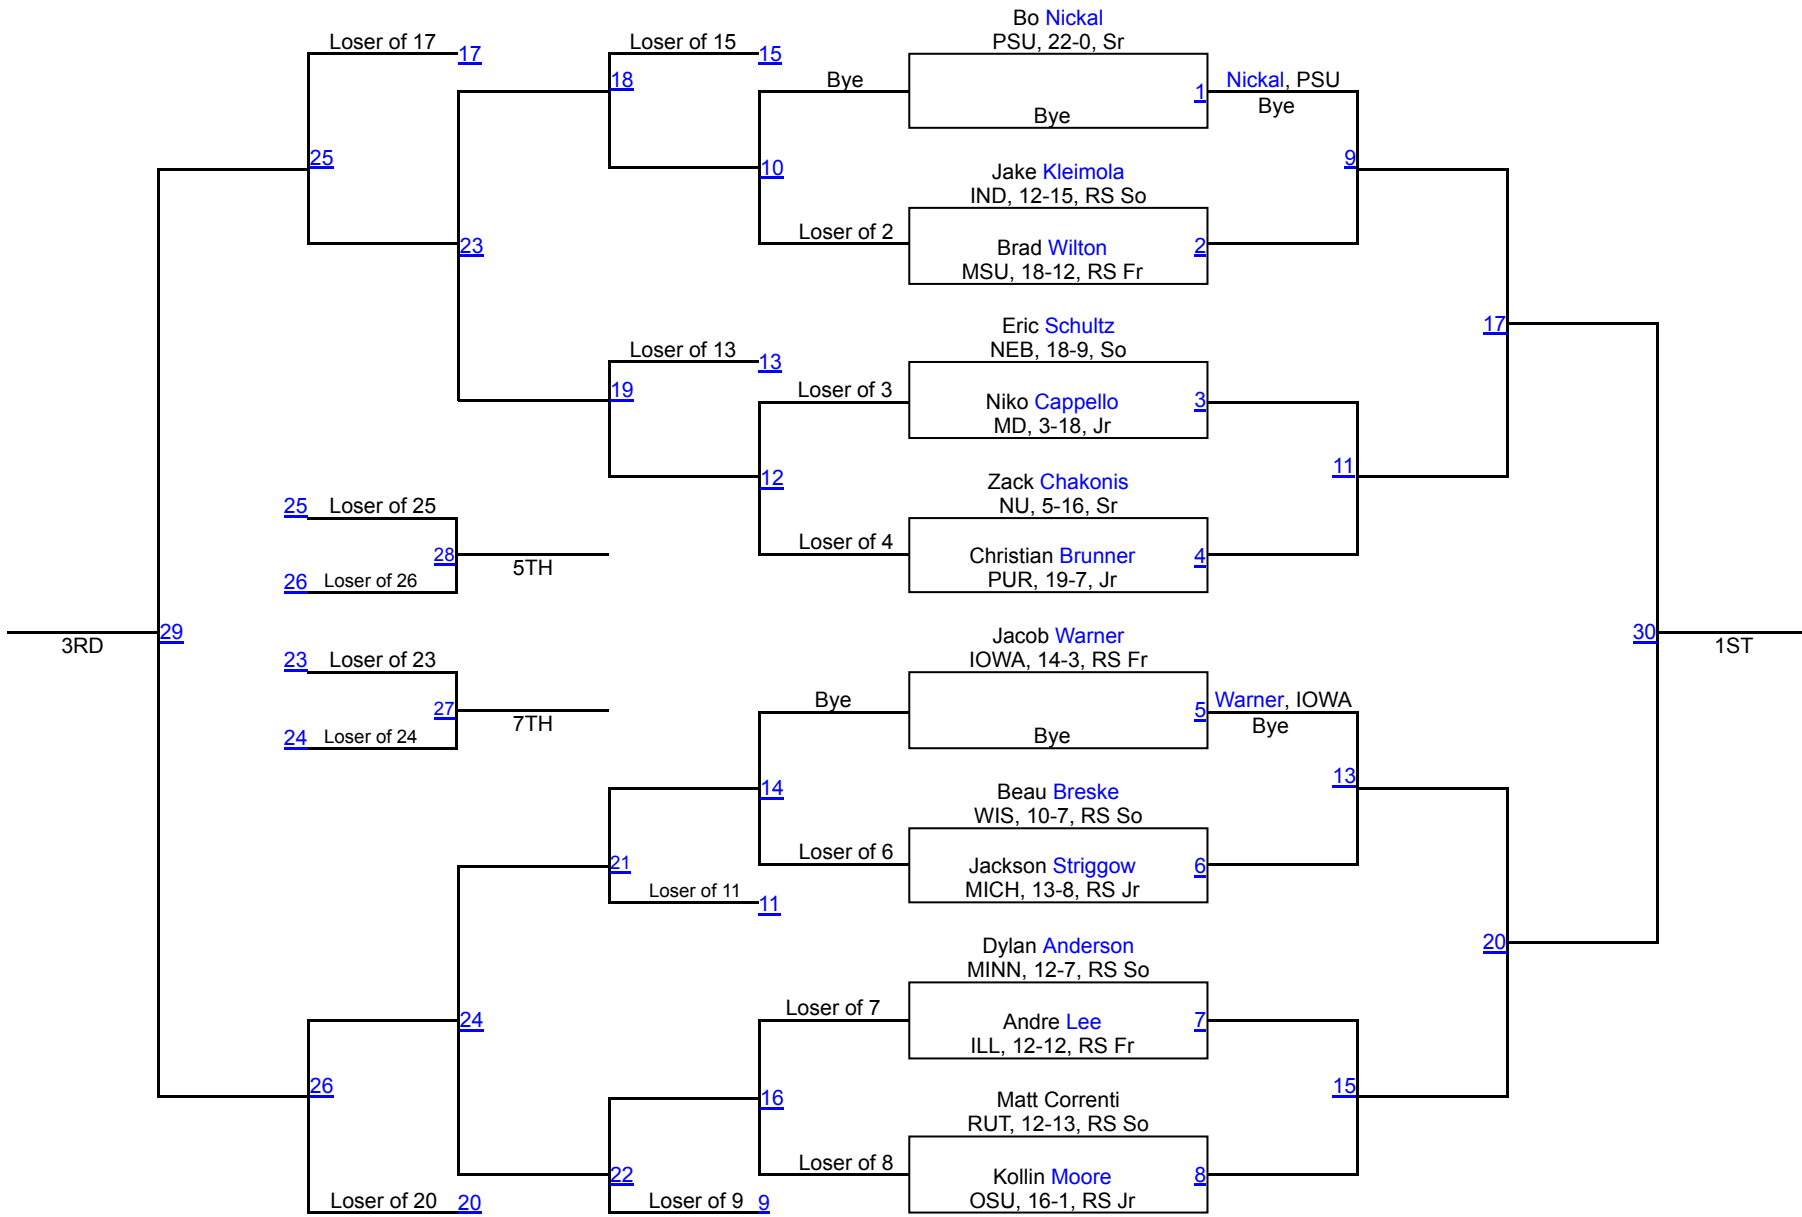 Bo Nickal
PSU, 22-0, Sr
Loser of 17
17
Loser of 15
15
18
Bye
1
Nickal, PSU
Bye
Bye
25
10
9
Jake Kleimola
IND, 12-15, RS So
23
Loser of 2
Brad Wilton
MSU, 18-12, RS Fr
2
17
Eric Schultz
NEB, 18-9, So
Loser of 13
13
19
Loser of 3
Niko Cappello
MD, 3-18, Jr
3
12
11
Zack Chakonis
NU, 5-16, Sr
25
Loser of 25
28
5TH
26
Loser of 26
Loser of 4
Christian Brunner
PUR, 19-7, Jr
4
3RD
29
Jacob Warner
IOWA, 14-3, RS Fr
30
1ST
23
Loser of 23
27
7TH
24
Loser of 24
Bye
5
Warner, IOWA
Bye
Bye
14
13
Beau Breske
WIS, 10-7, RS So
21
Loser of 6
Jackson Striggow
MICH, 13-8, RS Jr
6
Loser of 11
11
Dylan Anderson
MINN, 12-7, RS So
20
24
Loser of 7
Andre Lee
ILL, 12-12, RS Fr
7
26
16
15
Matt Correnti
RUT, 12-13, RS So
22
Loser of 8
Kollin Moore
OSU, 16-1, RS Jr
8
Loser of 20
20
Loser of 9
9